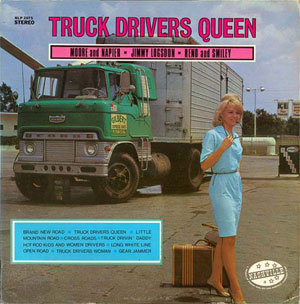 NLP 2075
STEREO
TRUCK DRIVERS QUEEN
MOORE and NAPIER • JIMMY LOGSDON • RENO and SMILEY
BRAND NEW ROAD • TRUCK DRIVERS QUEEN • LITTLE
MOUNTAIN ROAD • CROSS ROADS • TRUCK DRIVIN' DADDY
HOT ROD KIDS AND WOMEN DRIVERS • LONG WHITE LINE
OPEN ROAD • TRUCK DRIVERS WOMAN • GEAR JAMMER
NASHVILLE